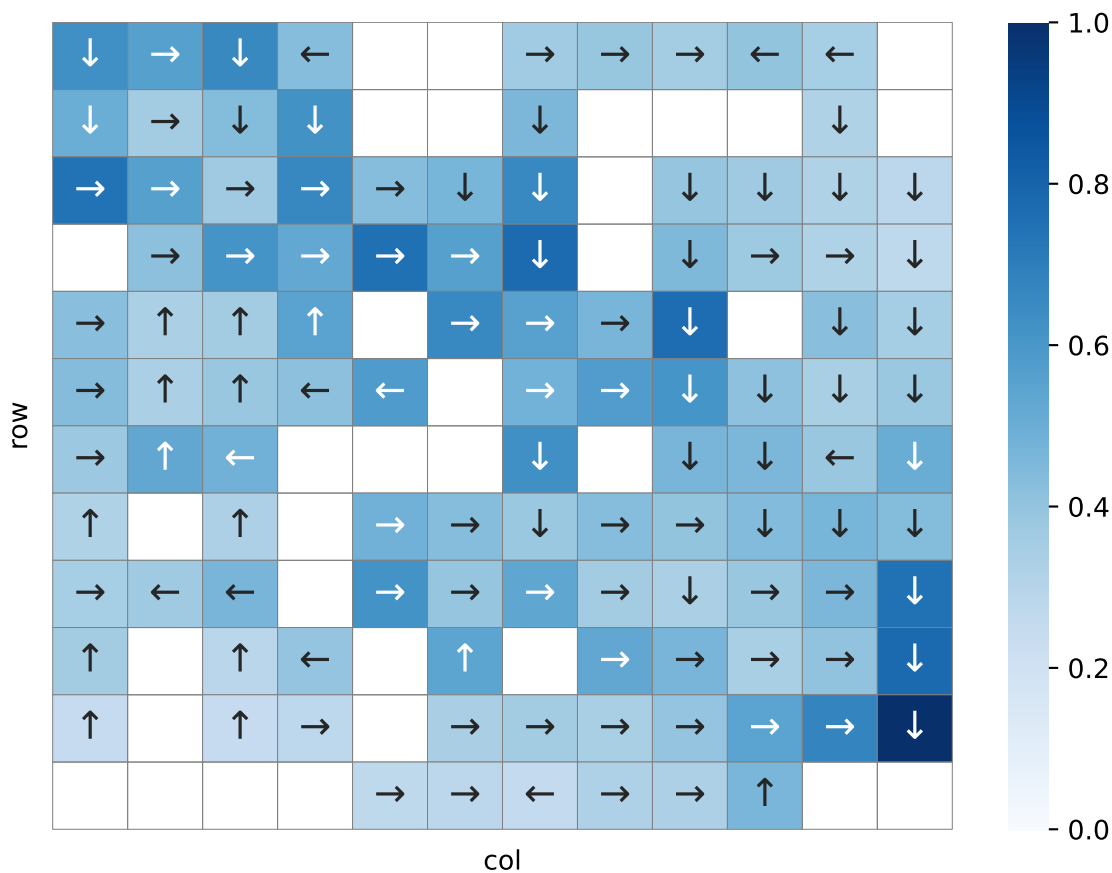 ↓ → ↓ ← → → → ← ←
↓ → ↓ ↓ ↓ ↓
→ → → → → ↓ ↓ ↓ ↓ ↓ ↓
→ → → → → ↓ ↓ → → ↓
→ ↑ ↑ ↑ → → → ↓ ↓ ↓
→ ↑ ↑ ← ← → → ↓ ↓ ↓ ↓
→ ↑ ← ↓ ↓ ↓ ← ↓
↑ ↑ → → ↓ → → ↓ ↓ ↓
→ ← ← → → → → ↓ → → ↓
↑ ↑ ← ↑ → → → → ↓
↑ ↑ → → → → → → → ↓
→ → ← → → ↑
row
col
1.0
0.8
0.6
0.4
0.2
0.0